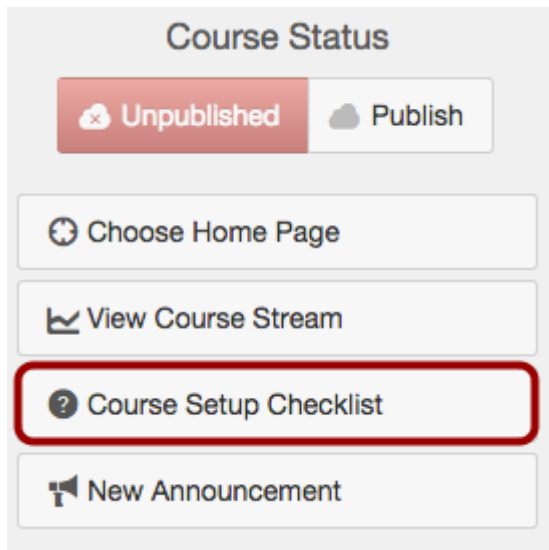 Course Status
Unpublished Publish
Choose Home Page
View Course Stream
Course Setup Checklist
New Announcement